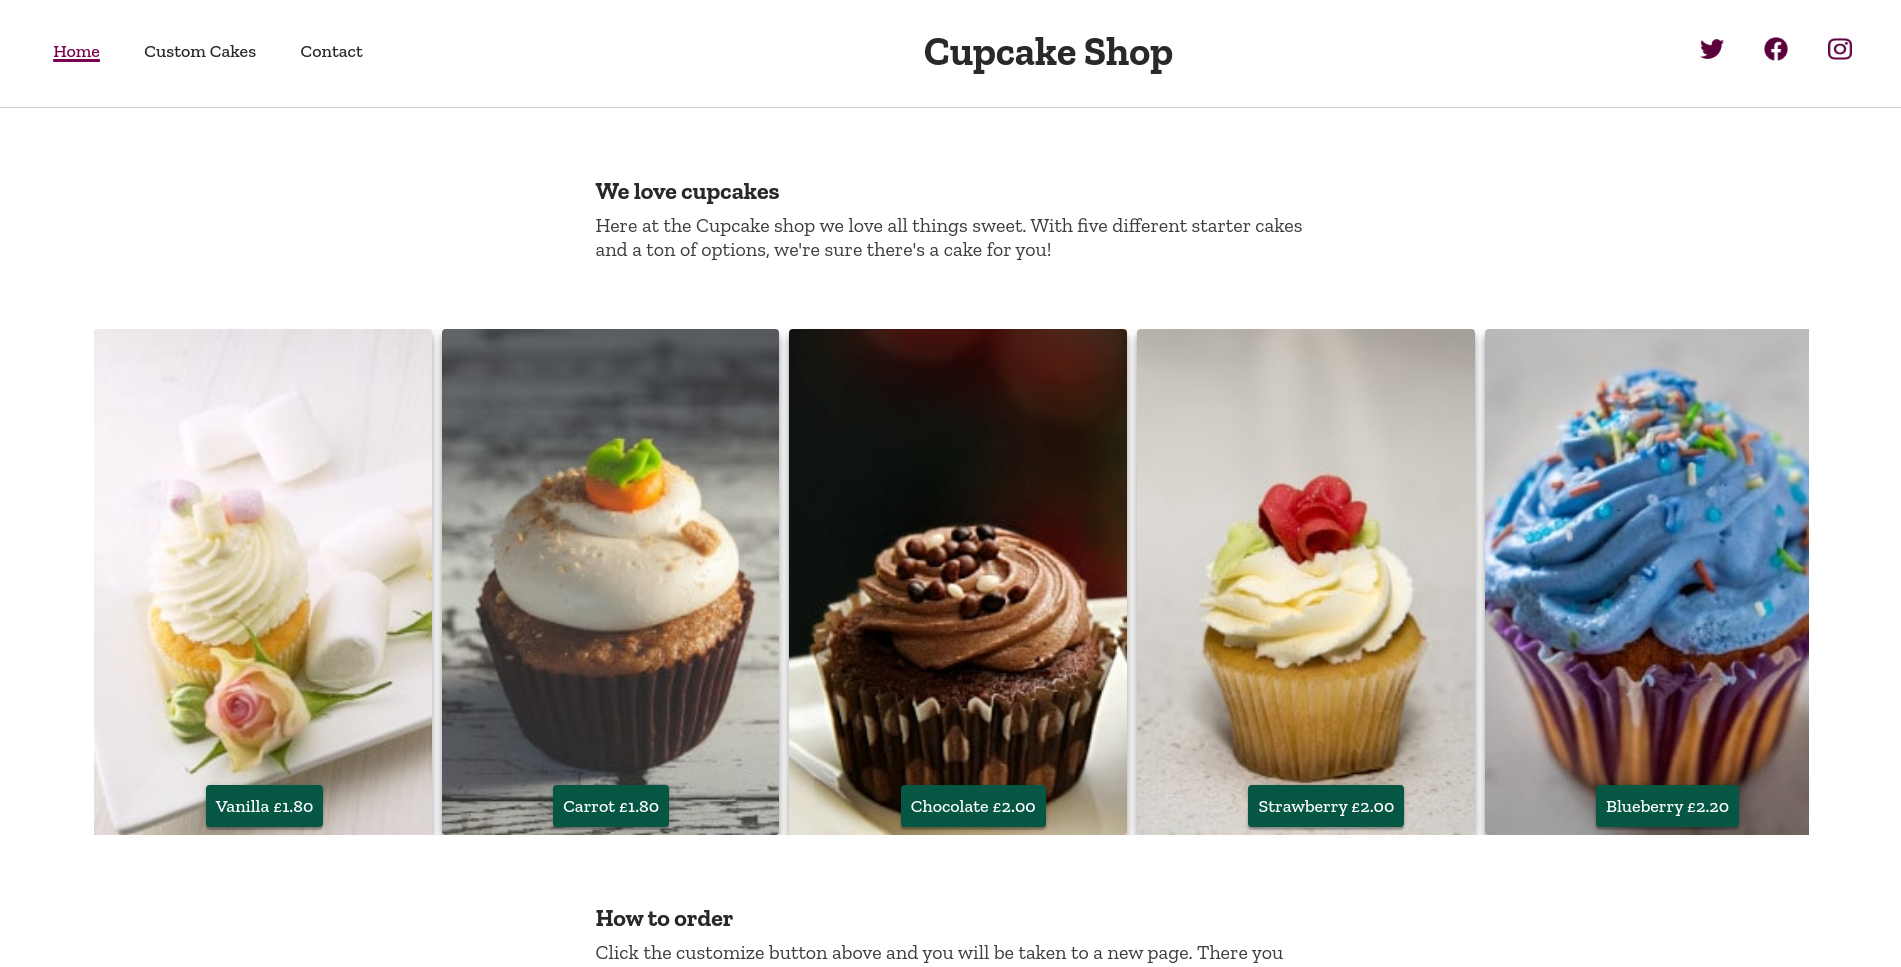 Home
Custom Cakes
Contact
Cupcake Shop
We love cupcakes
Here at the Cupcake shop we love all things sweet. With five different starter cakes
and a ton of options, we're sure there's a cake for you!
Vanilla £1.80
Carrot £1.80
Chocolate £2.00
Strawberry £2.00
Blueberry £2.20
How to order
Click the customize button above and you will be taken to a new page. There you